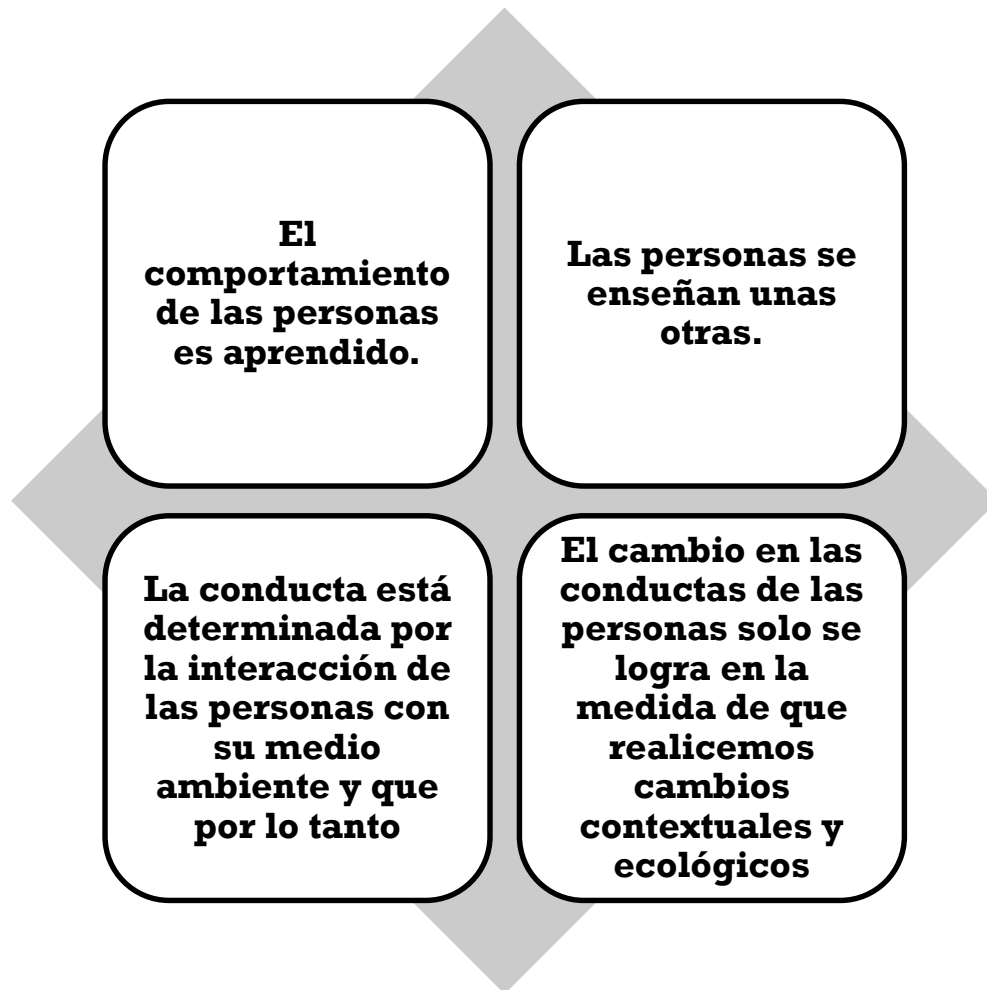 El
comportamiento
de las personas
es aprendido.
Las personas se
enseñan unas
otras.
La conducta está
determinada por
la interacción de
las personas con
su medio
ambiente y que
por lo tanto
El cambio en las
conductas de las
personas solo se
logra en la
medida de que
realicemos
cambios
contextuales y
ecológicos